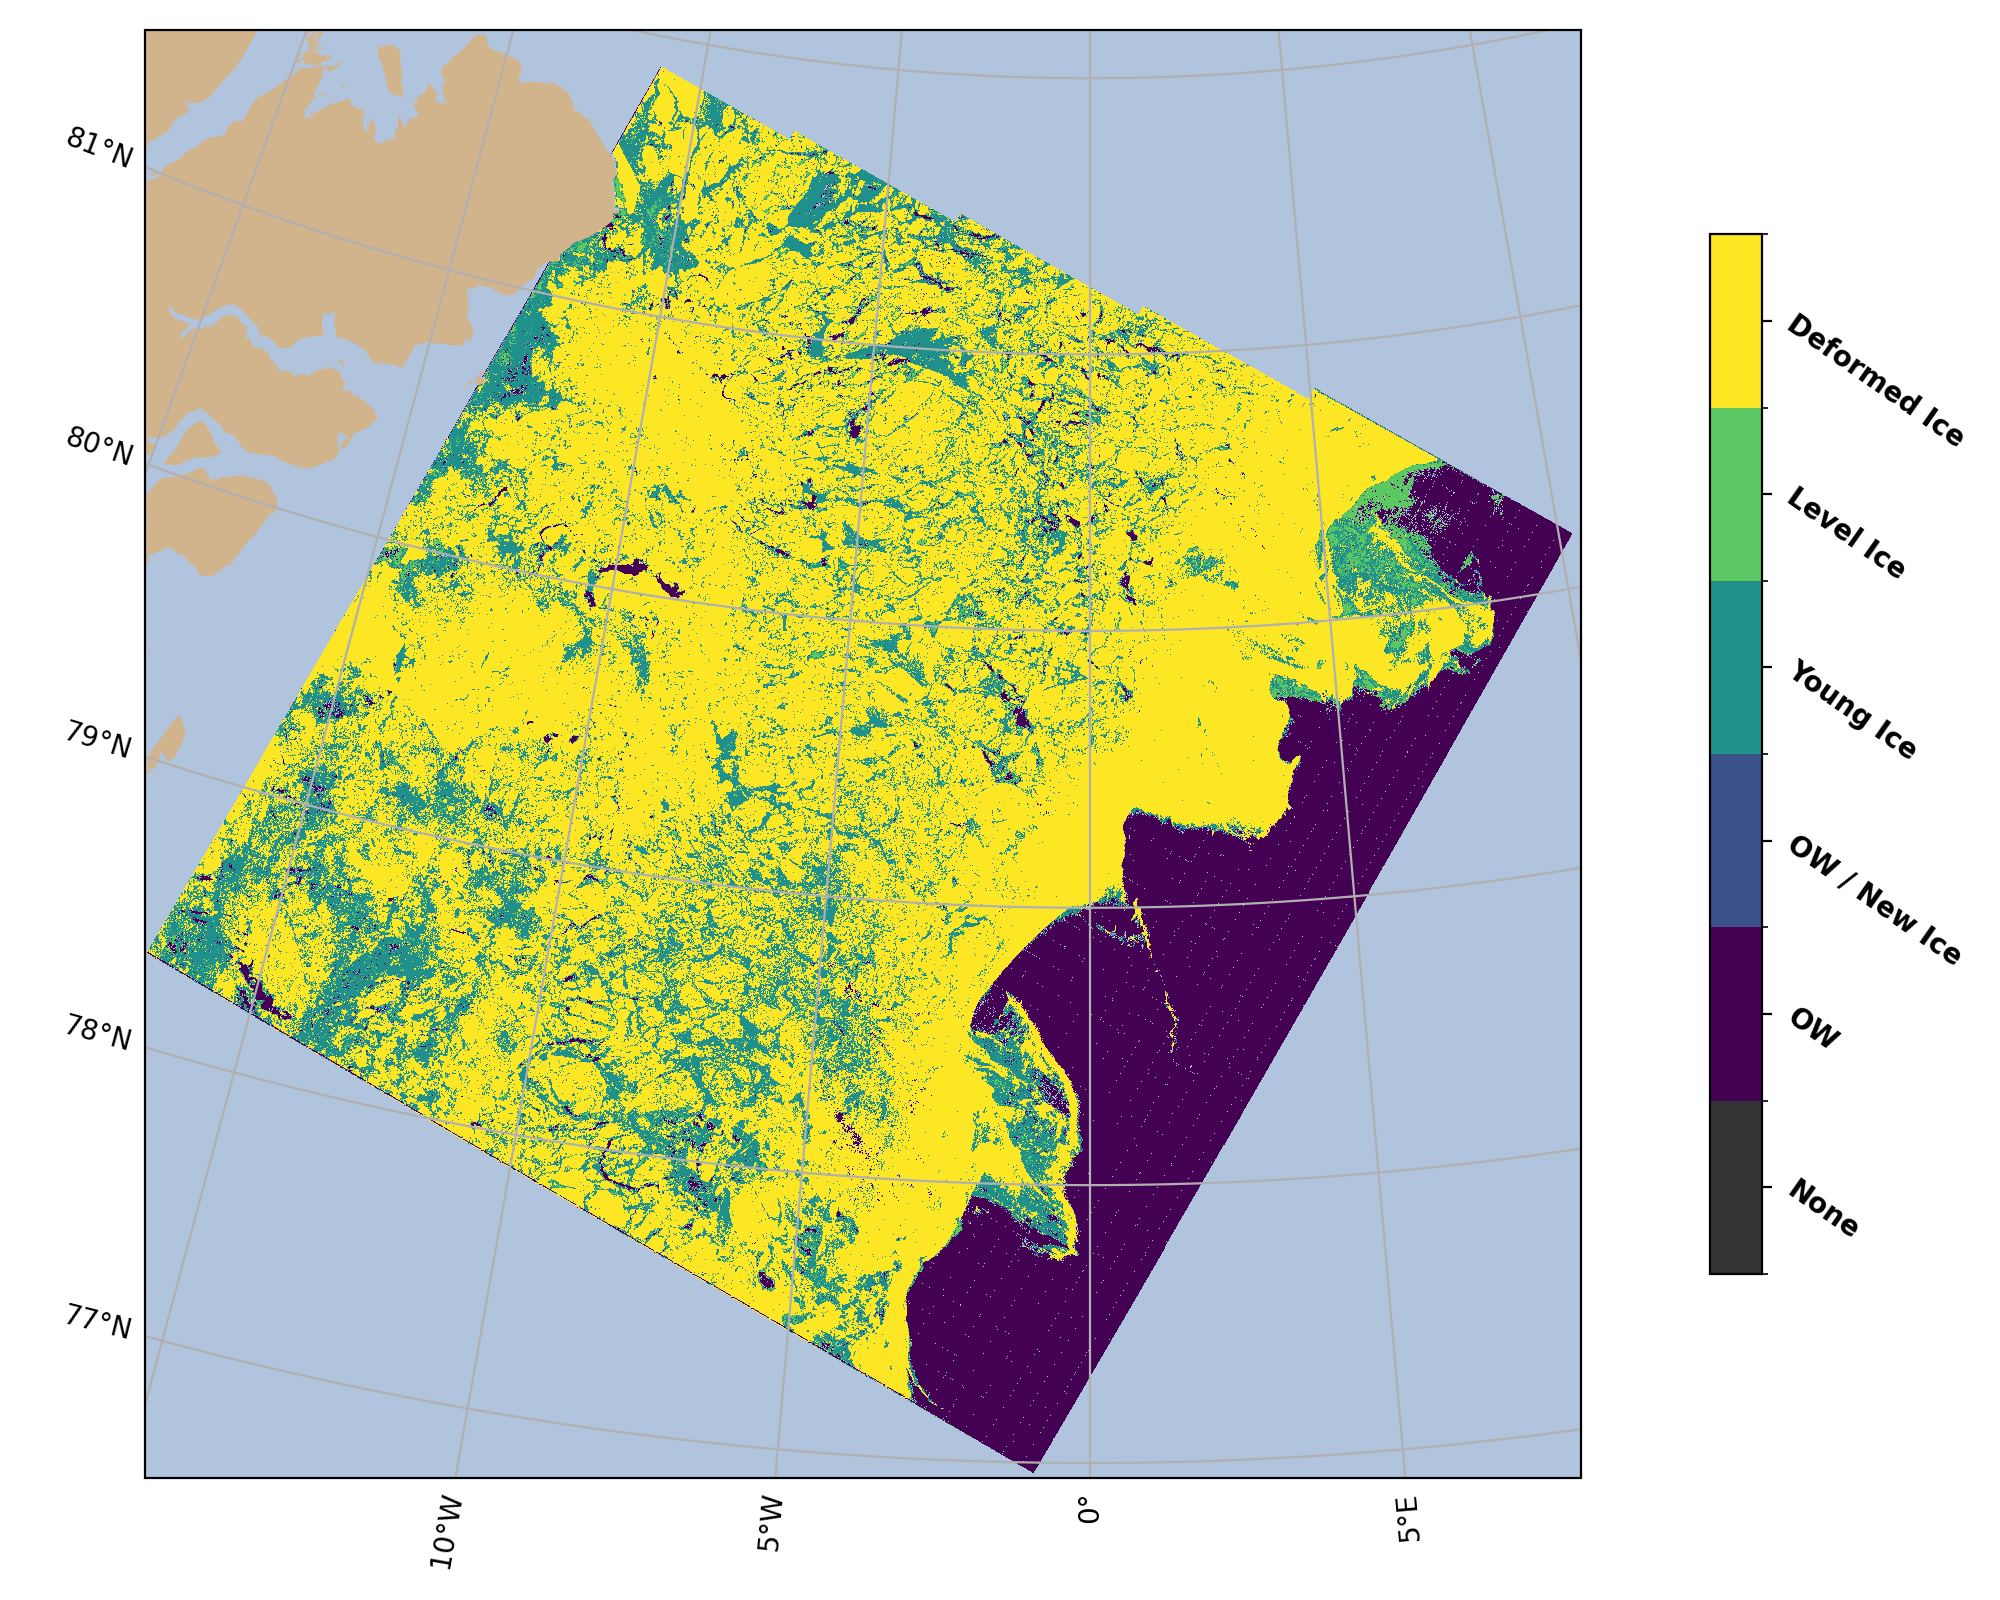 81°N
80°N
79°N
78°N
77°N
10°W
5°W
0°
5°E
Deformed Ice
Level Ice
Young Ice
OW / New Ice
OW
None